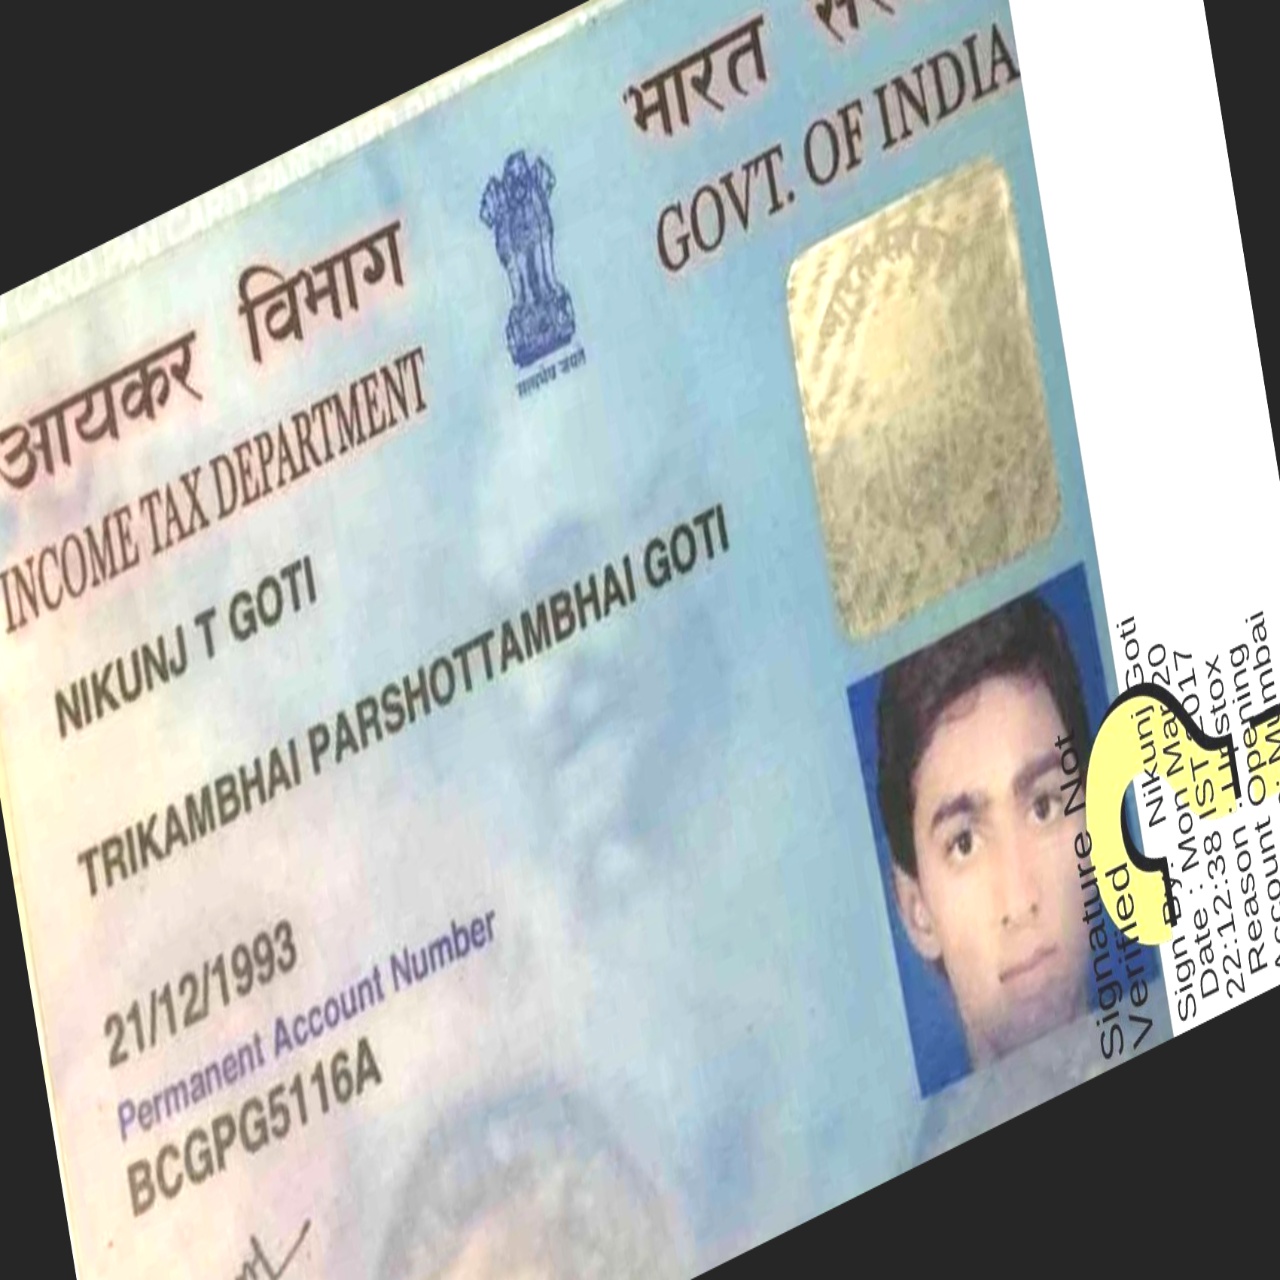 आयकर विभाग
INCOME TAX DEPARTMENT
भारत
GOVT. OF INDIA
सत्यमेव जयते
NIKUNJ T GOTI
TRIKAMBHAI PARSHOTTAMBHAI GOTI
21/12/1993
Permanent Account Number
BCGPG5116A
Signature Not
Verified
Sign By: Nikunj Goti
Date : Mon Mar 20
22:12:38 IST 2017
Reason : Upstox
Opening
Account
Mumbai